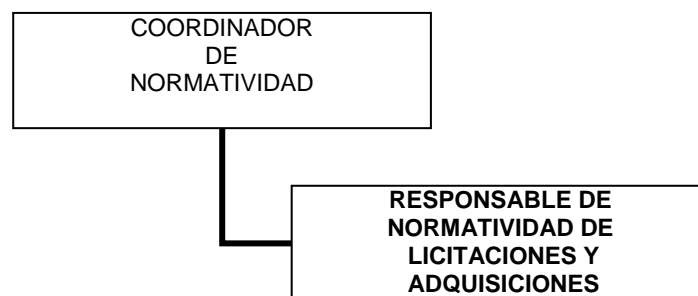 COORDINADOR
DE
NORMATIVIDAD
RESPONSABLE DE
NORMATIVIDAD DE
LICITACIONES Y
ADQUISICIONES